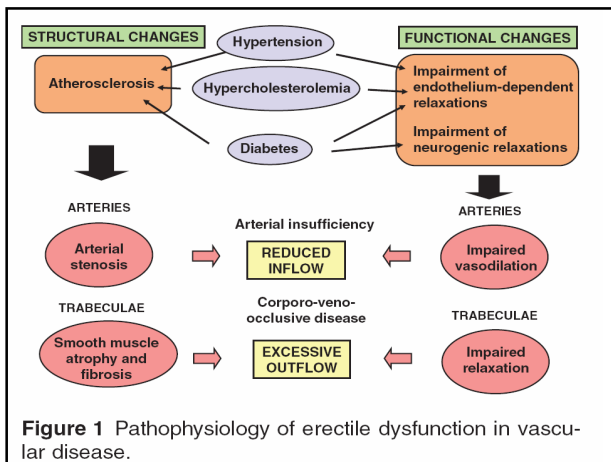 STRUCTURAL CHANGES
Hypertension
FUNCTIONAL CHANGES
Atherosclerosis
Hypercholesterolemia
Impairment of
endothelium-dependent
relaxations
Impairment of
neurogenic relaxations
Diabetes
ARTERIES
Arterial
stenosis
Arterial insufficiency
REDUCED
INFLOW
ARTERIES
Impaired
vasodilation
TRABECULAE
Smooth muscle
atrophy and
fibrosis
Corporo-veno-
occlusive disease
EXCESSIVE
OUTFLOW
TRABECULAE
Impaired
relaxation
Figure 1 Pathophysiology of erectile dysfunction in vascu-
lar disease.